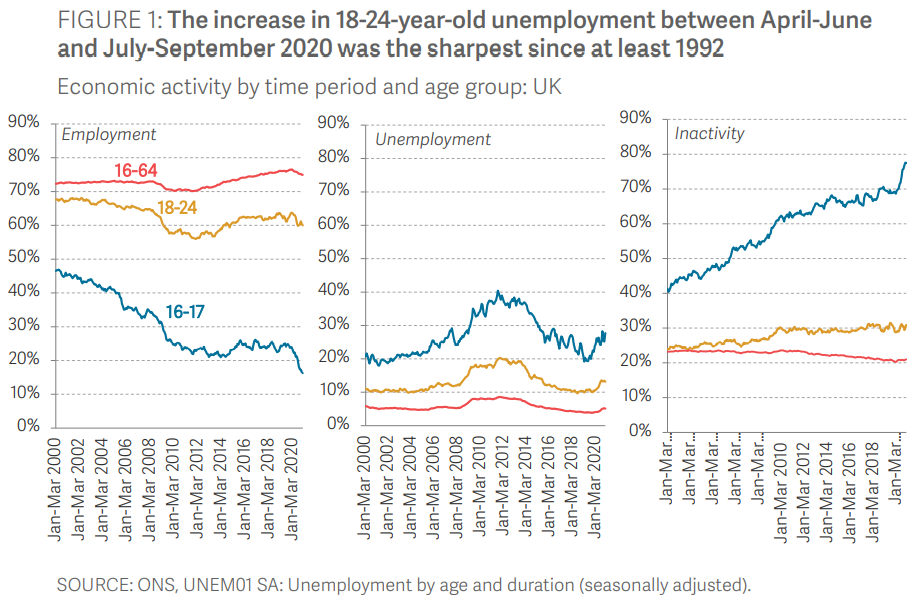 FIGURE 1: The increase in 18-24-year-old unemployment between April-June
and July-September 2020 was the sharpest since at least 1992
Economic activity by time period and age group: UK
90%
80%
70%
60%
50%
40%
30%
20%
10%
0%
Employment
16-64
18-24
16-17
Jan-Mar 2000
Jan-Mar 2002
Jan-Mar 2004
Jan-Mar 2006
Jan-Mar 2008
Jan-Mar 2010
Jan-Mar 2012
Jan-Mar 2014
Jan-Mar 2016
Jan-Mar 2018
Jan-Mar 2020
90%
80%
70%
60%
50%
40%
30%
20%
10%
0%
Unemployment
Jan-Mar 2000
Jan-Mar 2002
Jan-Mar 2004
Jan-Mar 2006
Jan-Mar 2008
Jan-Mar 2010
Jan-Mar 2012
Jan-Mar 2014
Jan-Mar 2016
Jan-Mar 2018
Jan-Mar 2020
90%
80%
70%
60%
50%
40%
30%
20%
10%
0%
Inactivity
Jan-Mar...
Jan-Mar...
Jan-Mar...
Jan-Mar...
Jan-Mar...
Jan-Mar 2010
Jan-Mar 2012
Jan-Mar 2014
Jan-Mar 2016
Jan-Mar 2018
Jan-Mar...
SOURCE: ONS, UNEM01 SA: Unemployment by age and duration (seasonally adjusted).